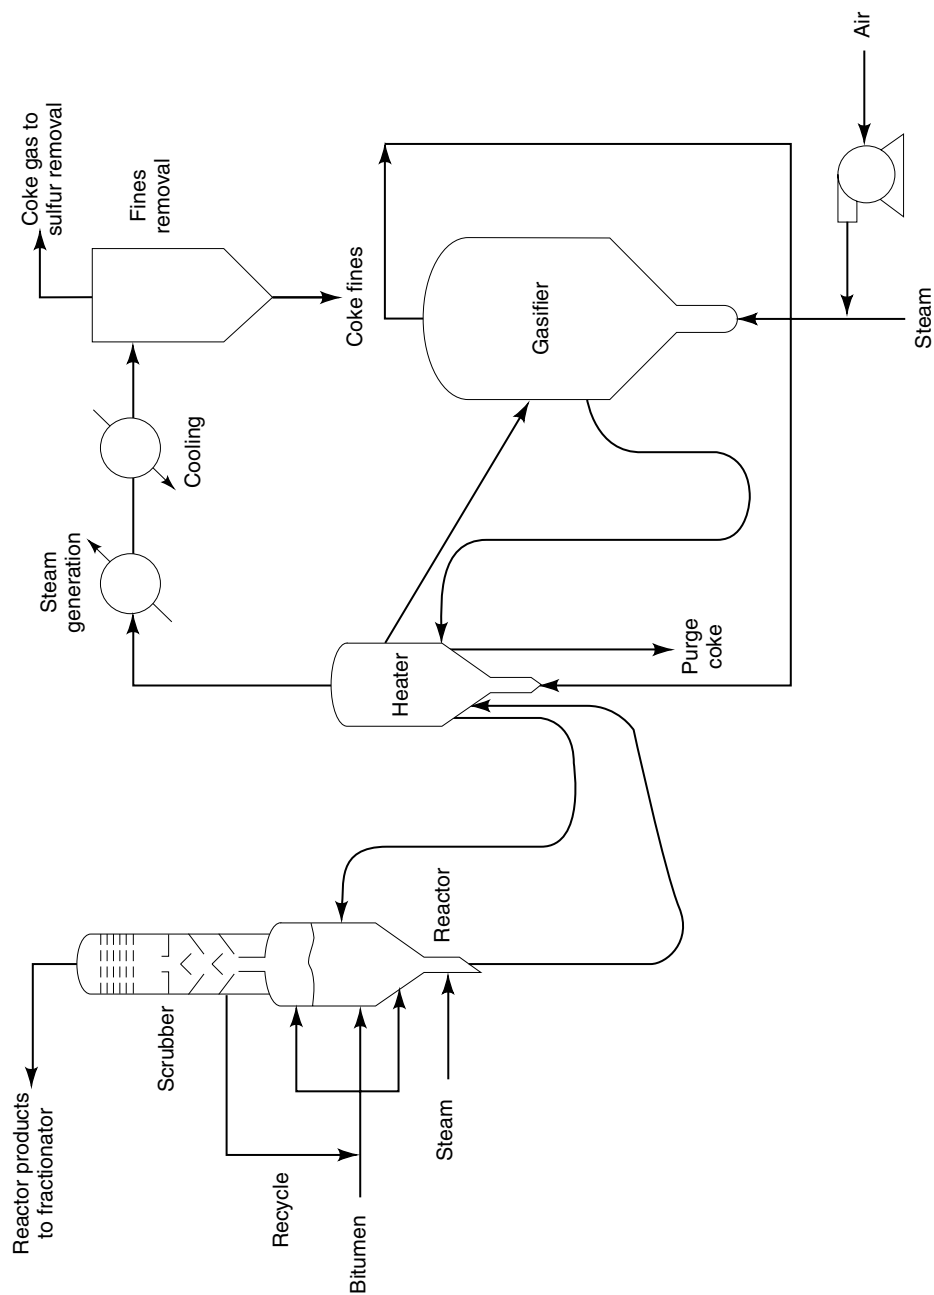 Reactor products
to fractionator
Scrubber
Recycle
Bitumen
Steam
Reactor
Heater
Steam
generation
Cooling
Fines
removal
Coke gas to
sulfur removal
Coke fines
Gasifier
Purge
coke
Steam
Air